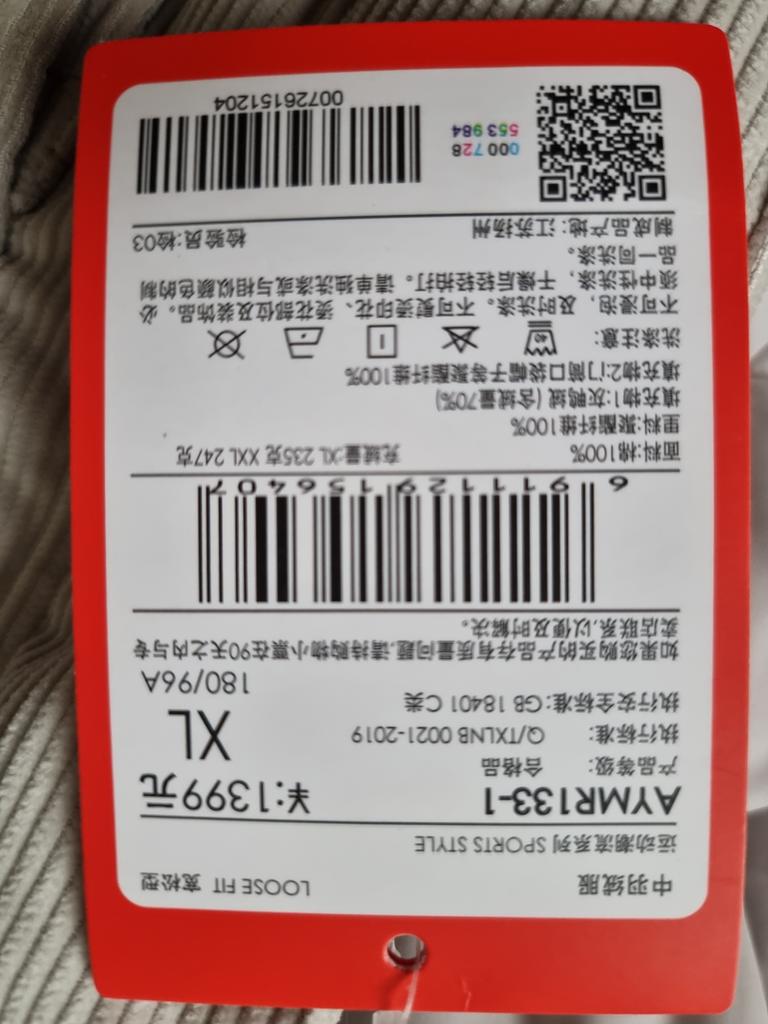 中羽绒服 LOOSE FIT 宽松型
运动潮流系列 SPORTS STYLE
AYMR133-1 ¥:1399元
产品等级: 合格品
执行标准: Q/TXLNB 0021-2019 XL
执行安全标准:GB 18401 C类 180/96A
如果您购买的产品存有质量问题,请持购物小票在90天之内与专
卖店联系,以便及时解决。
6 911129 156407
面料:棉100% 充绒量:XL 235克 XXL 247克
里料:聚酯纤维100%
填充物1:灰鸭绒 (含绒量70%)
填充物2:门筒口袋帽子等聚酯纤维100%
洗涤注意: 40
不可浸泡,及时洗涤。不可熨烫印花、烫花部位及装饰品。必
须中性洗涤,干燥后轻轻拍打。请单独洗涤或与相似颜色的制
品一同洗涤。
制成品产地: 江苏扬州 检验员:检03
000 728
553 984
00726151204